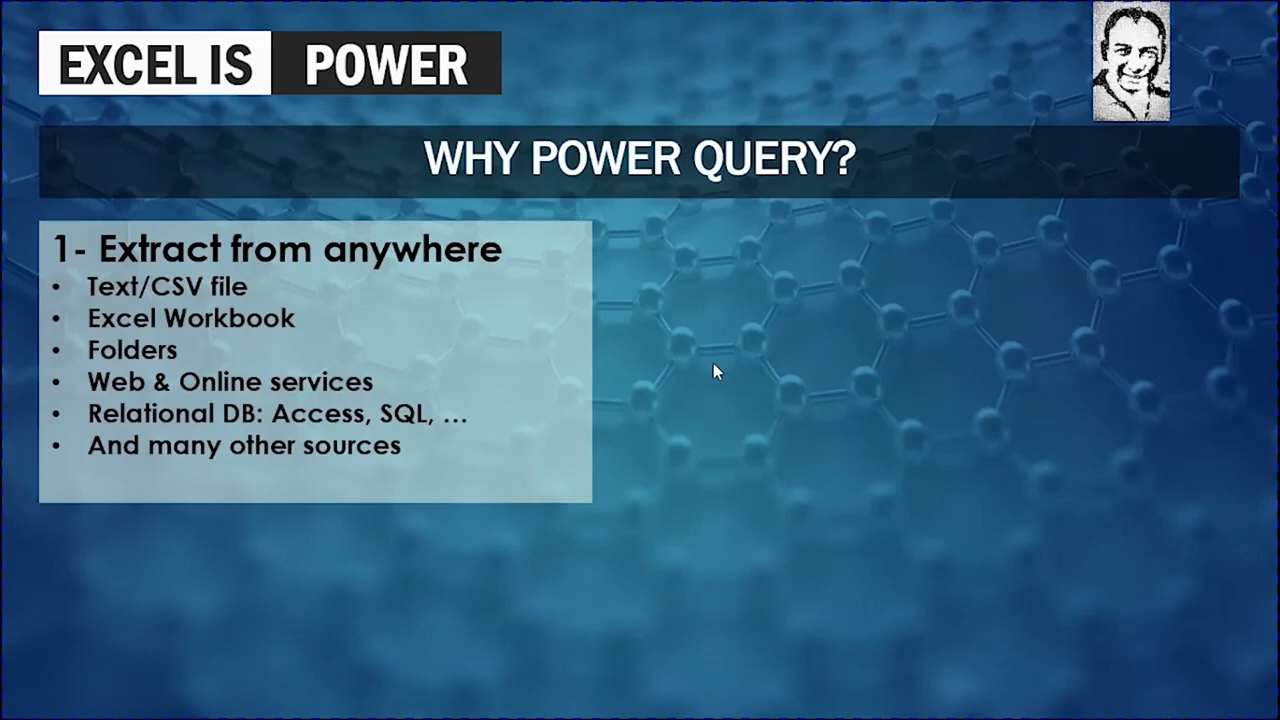 EXCEL IS POWER
WHY POWER QUERY?
1- Extract from anywhere
• Text/CSV file
• Excel Workbook
• Folders
• Web & Online services
• Relational DB: Access, SQL, ...
• And many other sources